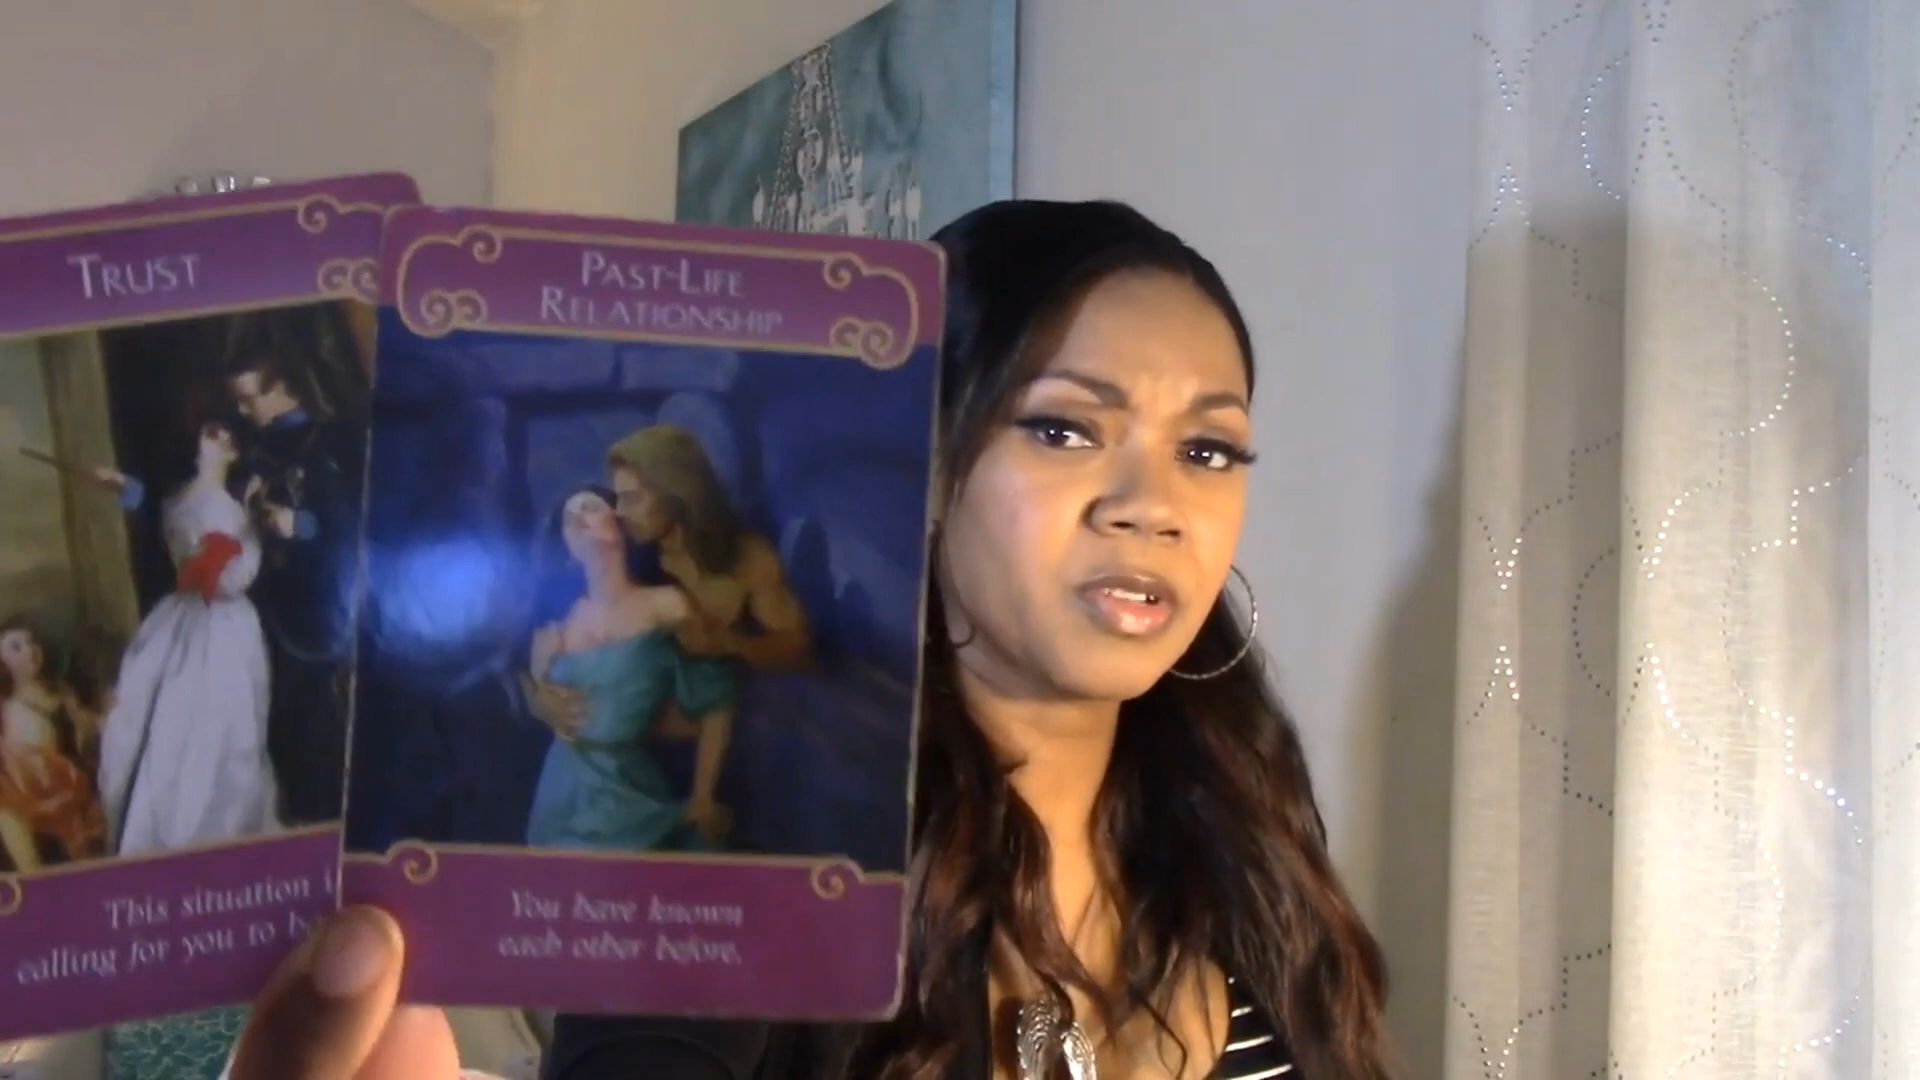 TRUST
This situation i
calling for you to b
PAST-LIFE
RELATIONSHIP
You have known
each other before.